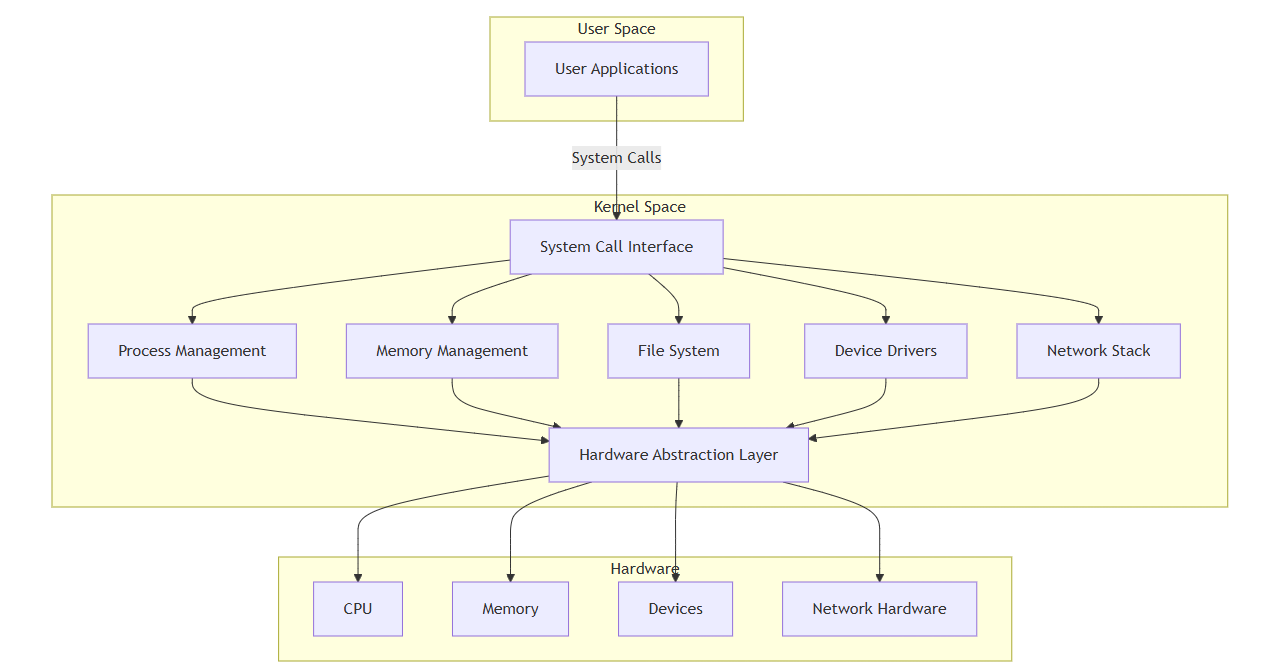 User Space
User Applications
System Calls
Kernel Space
System Call Interface
Process Management
Memory Management
File System
Device Drivers
Network Stack
Hardware Abstraction Layer
Hardware
CPU
Memory
Devices
Network Hardware